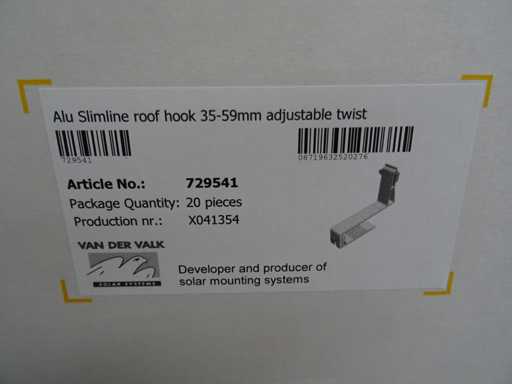 Alu Slimline roof hook 35-59mm adjustable twist
729541
08719632520276
Article No.: 729541
Package Quantity: 20 pieces
Production nr.: X041354
VAN DER VALK
SOLAR SYSTEMS
Developer and producer of
solar mounting systems